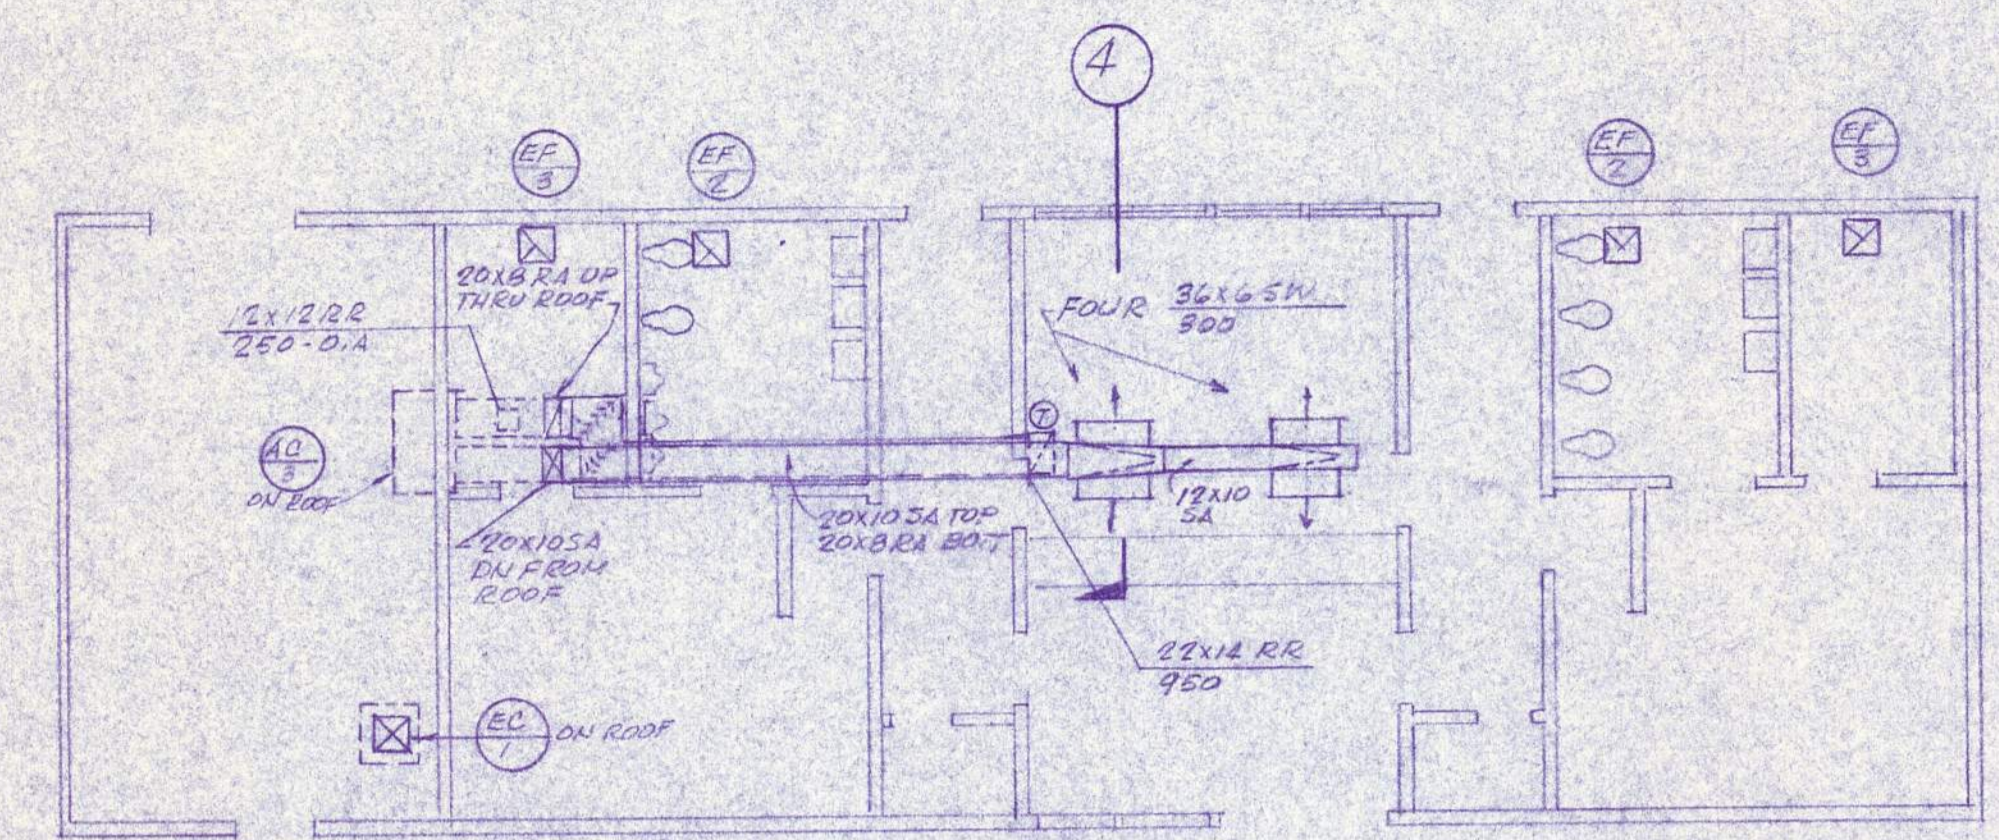 4
EF
3
EF
2
EF
2
EF
3
20X8 RA UP
THRU ROOF
12X12 RR
250-O.A
FOUR 36X6 SW
300
T
AC
3
ON ROOF
20X10 SA
DN FROM
ROOF
20X10 SA TOP
20X8 RA BOTT
12X10
SA
22X14 RR
950
EC
1
ON ROOF